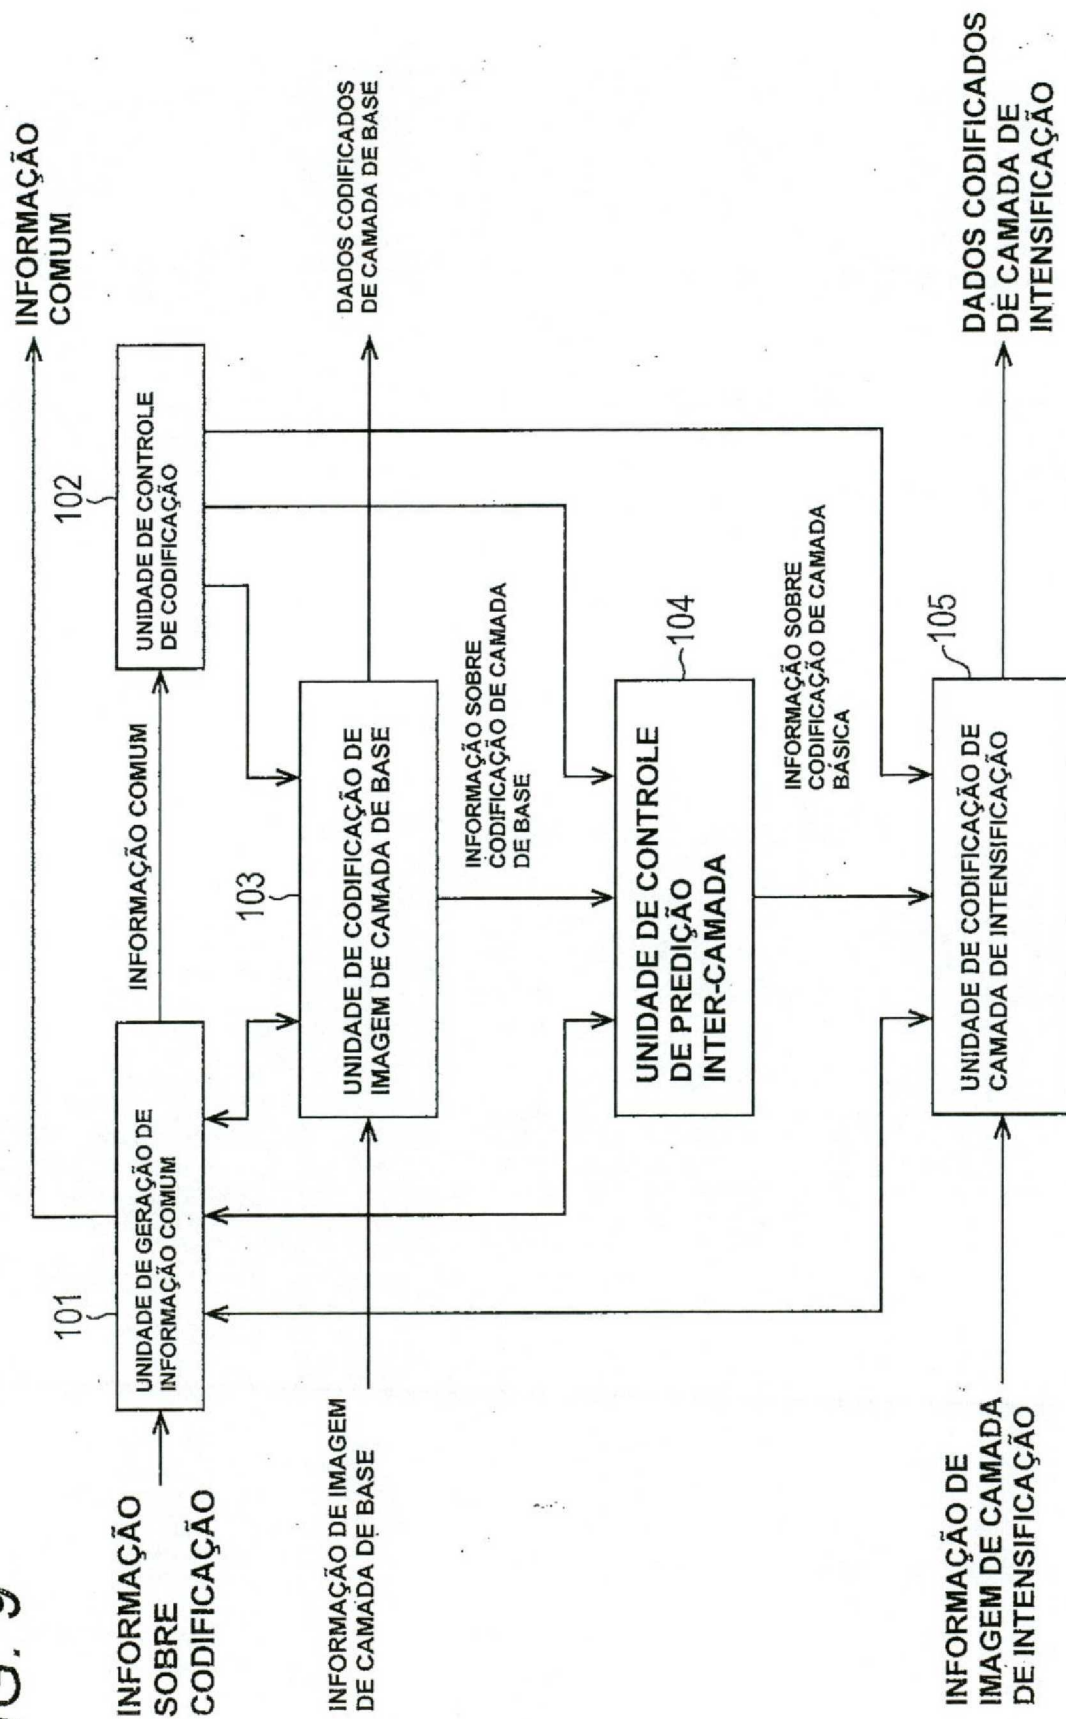 FIG. 9
INFORMAÇÃO
COMUM
102
UNIDADE DE CONTROLE
DE CODIFICAÇÃO
INFORMAÇÃO COMUM
101
UNIDADE DE GERAÇÃO DE
INFORMAÇÃO COMUM
INFORMAÇÃO
SOBRE
CODIFICAÇÃO
DADOS CODIFICADOS
DE CAMADA DE BASE
103
UNIDADE DE CODIFICAÇÃO DE
IMAGEM DE CAMADA DE BASE
INFORMAÇÃO DE IMAGEM
DE CAMADA DE BASE
INFORMAÇÃO SOBRE
CODIFICAÇÃO DE CAMADA
DE BASE
104
UNIDADE DE CONTROLE
DE PREDIÇÃO
INTER-CAMADA
INFORMAÇÃO SOBRE
CODIFICAÇÃO DE CAMADA
BÁSICA
105
UNIDADE DE CODIFICAÇÃO DE
CAMADA DE INTENSIFICAÇÃO
INFORMAÇÃO DE
IMAGEM DE CAMADA
DE INTENSIFICAÇÃO
DADOS CODIFICADOS
DE CAMADA DE
INTENSIFICAÇÃO